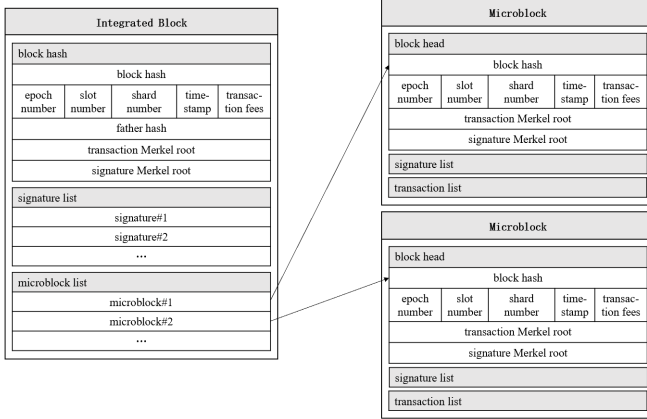 Integrated Block
block hash
block hash
epoch number
slot number
shard number
time-stamp
transac-tion fees
father hash
transaction Merkel root
signature Merkel root
signature list
signature#1
signature#2
...
microblock list
microblock#1
microblock#2
...
Microblock
block head
block hash
epoch number
slot number
shard number
time-stamp
transac-tion fees
transaction Merkel root
signature Merkel root
signature list
transaction list
Microblock
block head
block hash
epoch number
slot number
shard number
time-stamp
transac-tion fees
transaction Merkel root
signature Merkel root
signature list
transaction list